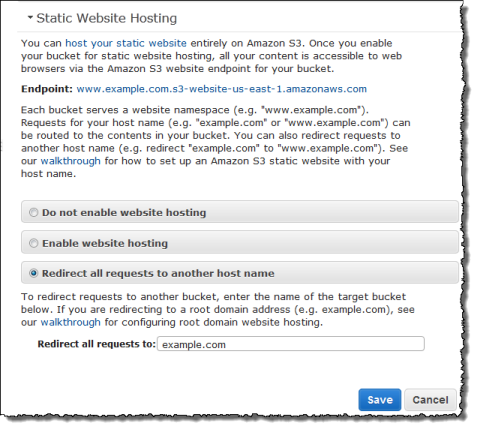 Static Website Hosting
You can host your static website entirely on Amazon S3. Once you enable
your bucket for static website hosting, all your content is accessible to web
browsers via the Amazon S3 website endpoint for your bucket.
Endpoint: www.example.com.s3-website-us-east-1.amazonaws.com
Each bucket serves a website namespace (e.g. "www.example.com").
Requests for your host name (e.g. "example.com" or "www.example.com") can
be routed to the contents in your bucket. You can also redirect requests to
another host name (e.g. redirect "example.com" to "www.example.com"). See
our walkthrough for how to set up an Amazon S3 static website with your
host name.
Do not enable website hosting
Enable website hosting
Redirect all requests to another host name
To redirect requests to another bucket, enter the name of the target bucket
below. If you are redirecting to a root domain address (e.g. example.com), see
our walkthrough for configuring root domain website hosting.
Redirect all requests to: example.com
Save Cancel